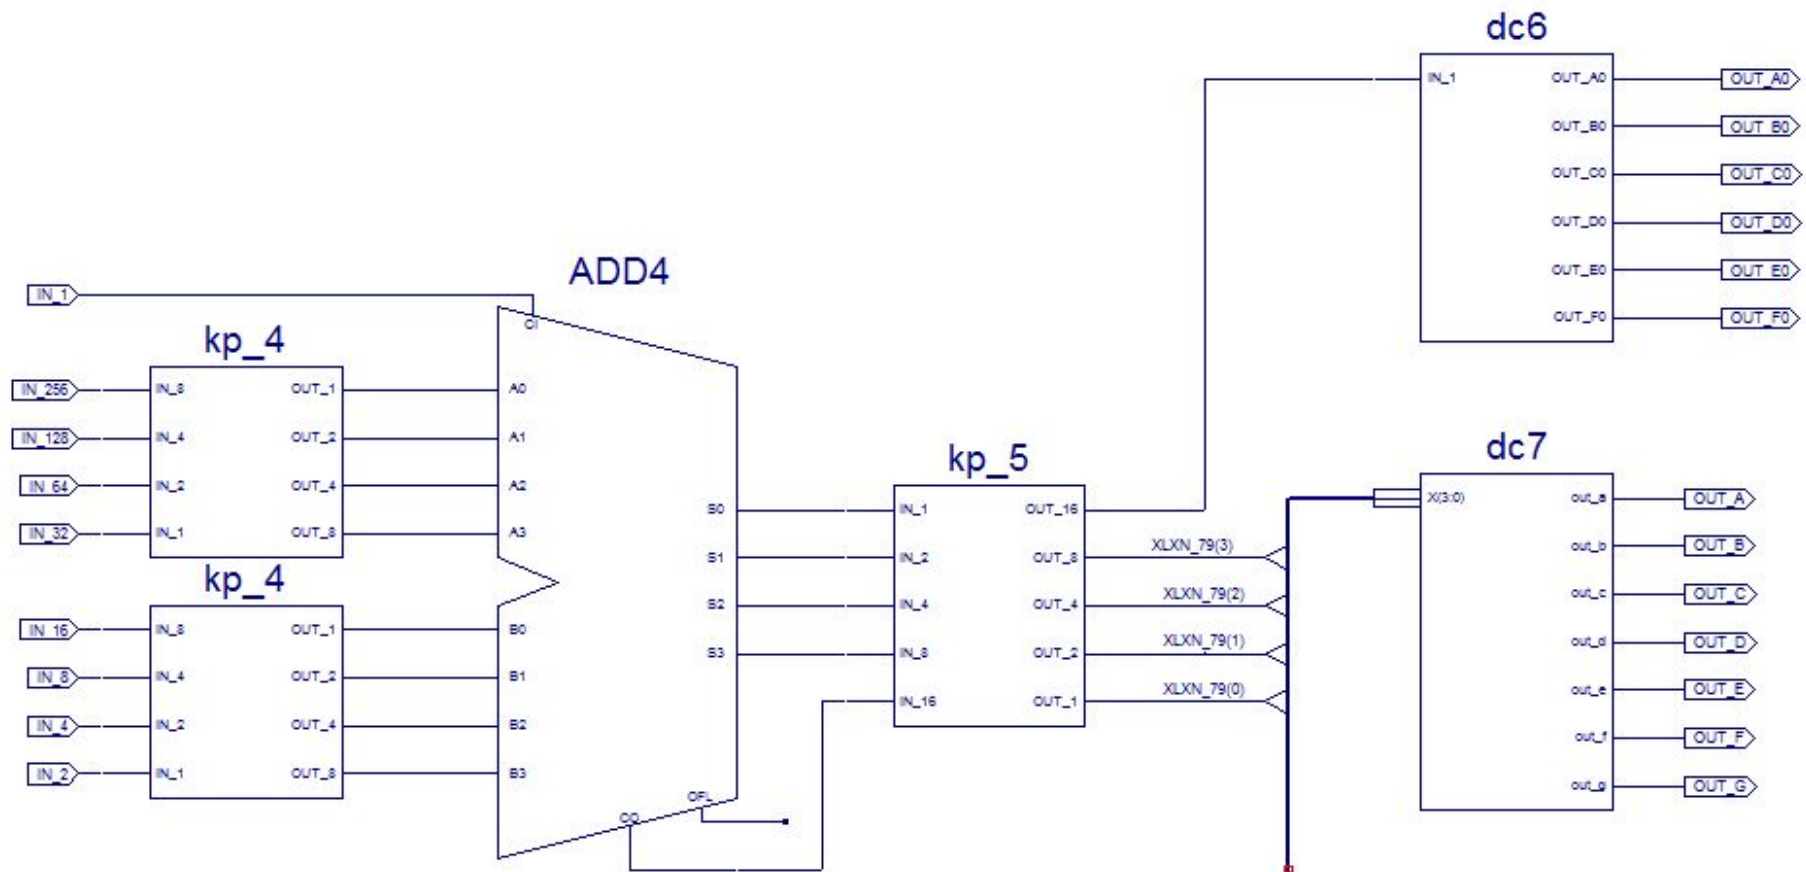 dc6
IN_1 OUT_A0 OUT_A0
OUT_B0 OUT_B0
OUT_C0 OUT_C0
OUT_D0 OUT_D0
OUT_E0 OUT_E0
OUT_F0 OUT_F0
ADD4
IN_1
CI
kp_4
IN_256 IN_8 OUT_1 A0
IN_128 IN_4 OUT_2 A1
IN_64 IN_2 OUT_4 A2
IN_32 IN_1 OUT_8 A3
kp_4
IN_16 IN_8 OUT_1 B0
IN_8 IN_4 OUT_2 B1
IN_4 IN_2 OUT_4 B2
IN_2 IN_1 OUT_8 B3
S0
S1
S2
S3
OFL
CO
kp_5
IN_1 OUT_16
IN_2 OUT_8 XLXN_79(3)
IN_4 OUT_4 XLXN_79(2)
IN_8 OUT_2 XLXN_79(1)
IN_16 OUT_1 XLXN_79(0)
dc7
X(3:0) out_a OUT_A
out_b OUT_B
out_c OUT_C
out_d OUT_D
out_e OUT_E
out_f OUT_F
out_g OUT_G